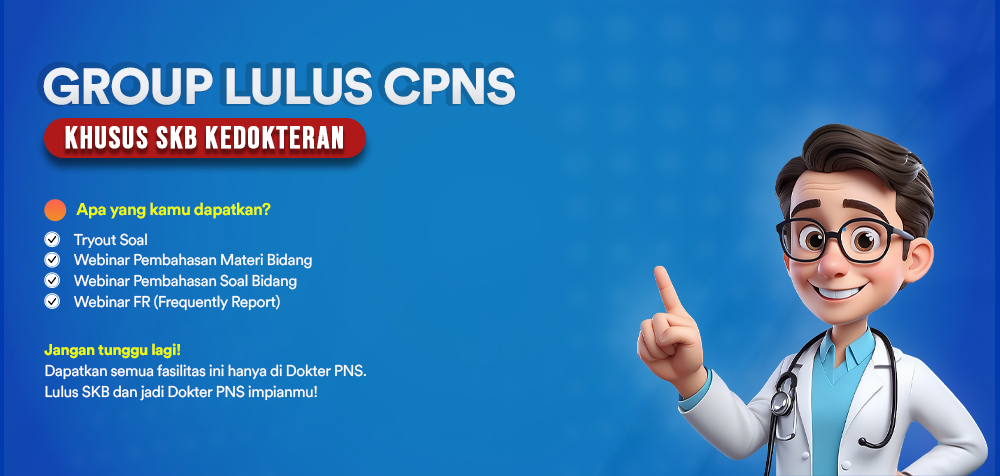 GROUP LULUS CPNS
KHUSUS SKB KEDOKTERAN
Apa yang kamu dapatkan?
Tryout Soal
Webinar Pembahasan Materi Bidang
Webinar Pembahasan Soal Bidang
Webinar FR (Frequently Report)
Jangan tunggu lagi!
Dapatkan semua fasilitas ini hanya di Dokter PNS.
Lulus SKB dan jadi Dokter PNS impianmu!